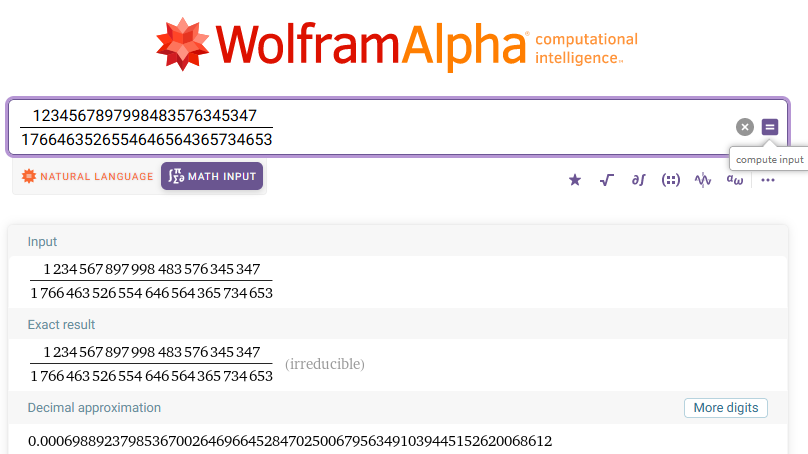 WolframAlpha computational
intelligence™
1234567897998483576345347
1766463526554646564365734653
compute input
NATURAL LANGUAGE
MATH INPUT
Input
1 234 567 897 998 483 576 345 347
1 766 463 526 554 646 564 365 734 653
Exact result
1 234 567 897 998 483 576 345 347
1 766 463 526 554 646 564 365 734 653
(irreducible)
Decimal approximation
More digits
0.00069889237985367002646966452847025006795634910394451526200​68612